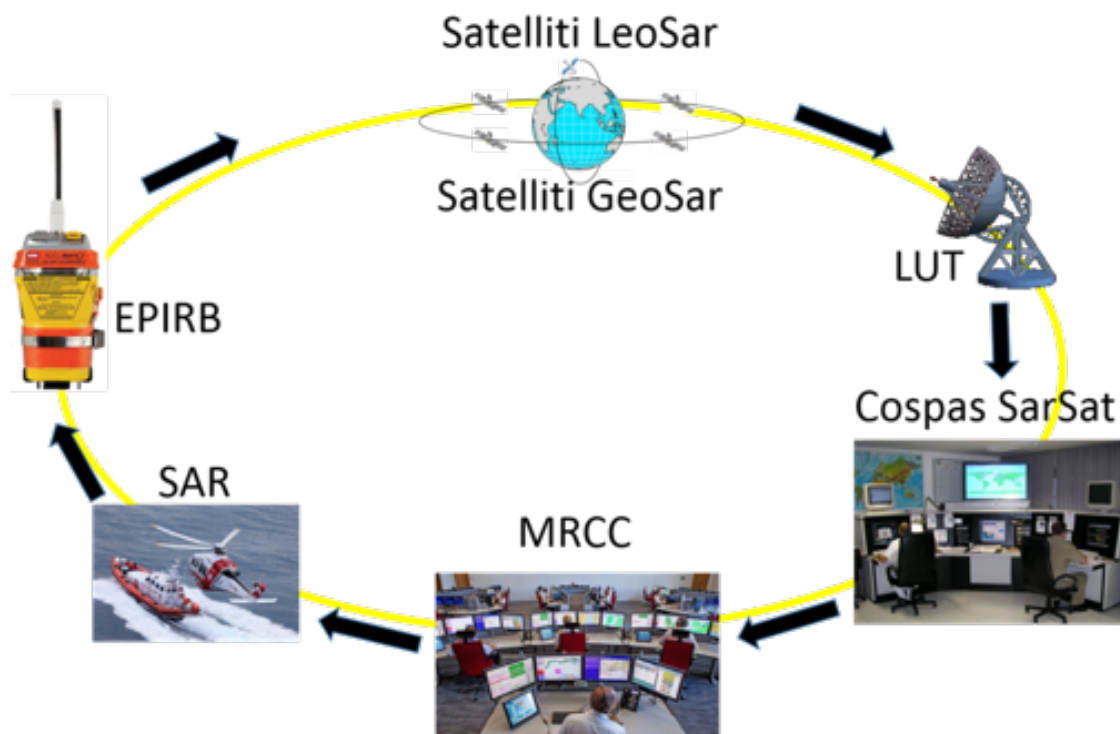 Satelliti LeoSar
Satelliti GeoSar
LUT
EPIRB
Cospas SarSat
SAR
MRCC